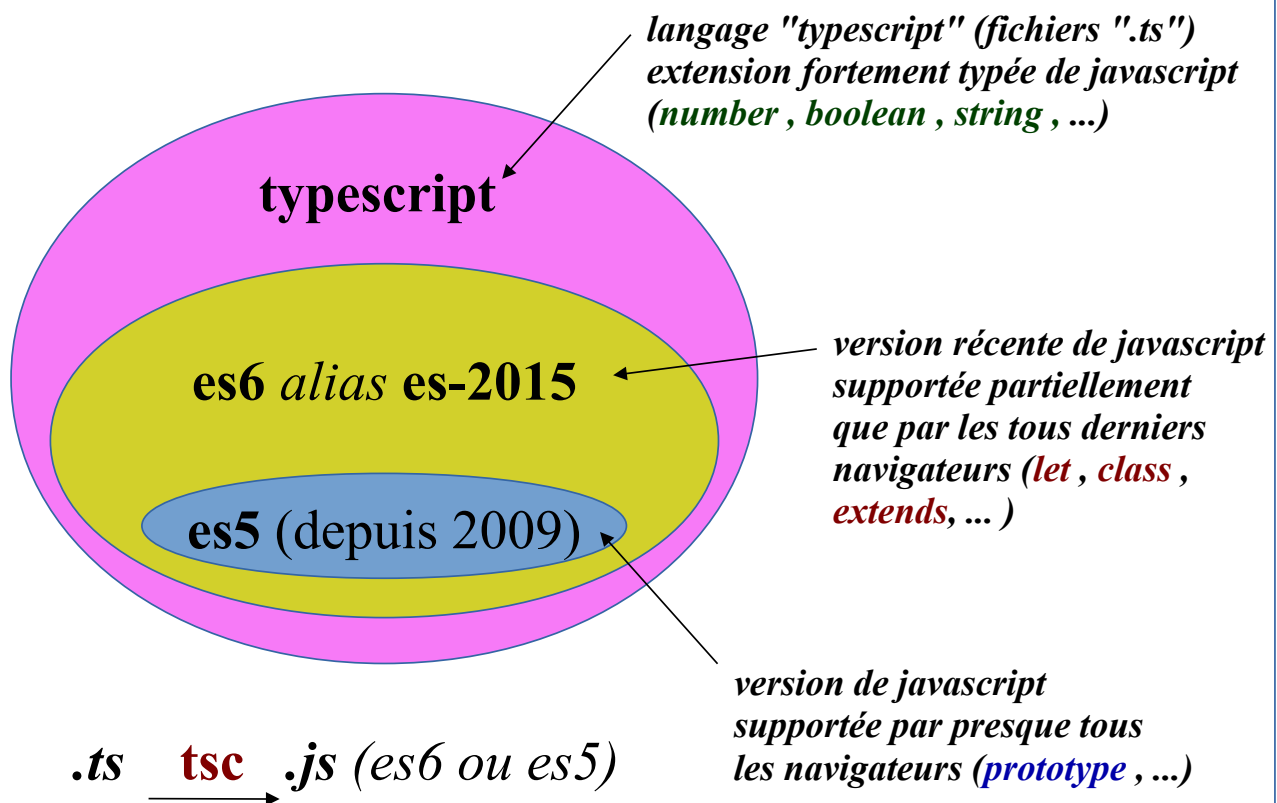 langage "typescript" (fichiers ".ts")
extension fortement typée de javascript
(number , boolean , string , ...)
typescript
es6 alias es-2015
version récente de javascript
supportée partiellement
que par les tous derniers
navigateurs (let , class ,
extends, ... )
es5 (depuis 2009)
version de javascript
supportée par presque tous
les navigateurs (prototype , ...)
.ts tsc .js (es6 ou es5)